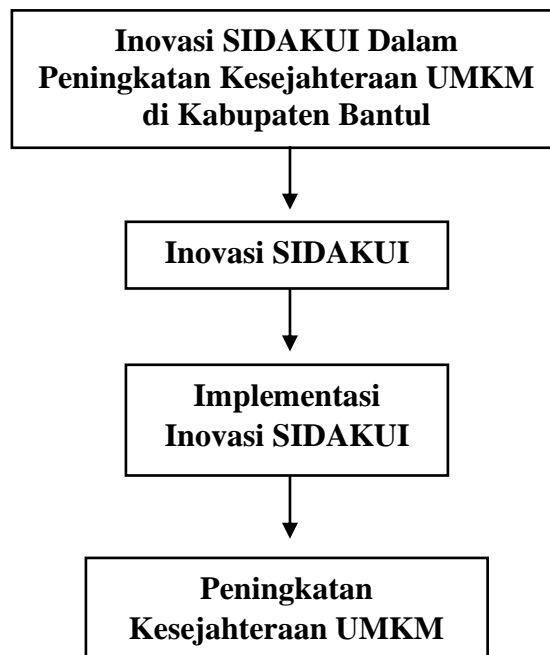 Inovasi SIDAKUI Dalam
Peningkatan Kesejahteraan UMKM
di Kabupaten Bantul
Inovasi SIDAKUI
Implementasi
Inovasi SIDAKUI
Peningkatan
Kesejahteraan UMKM